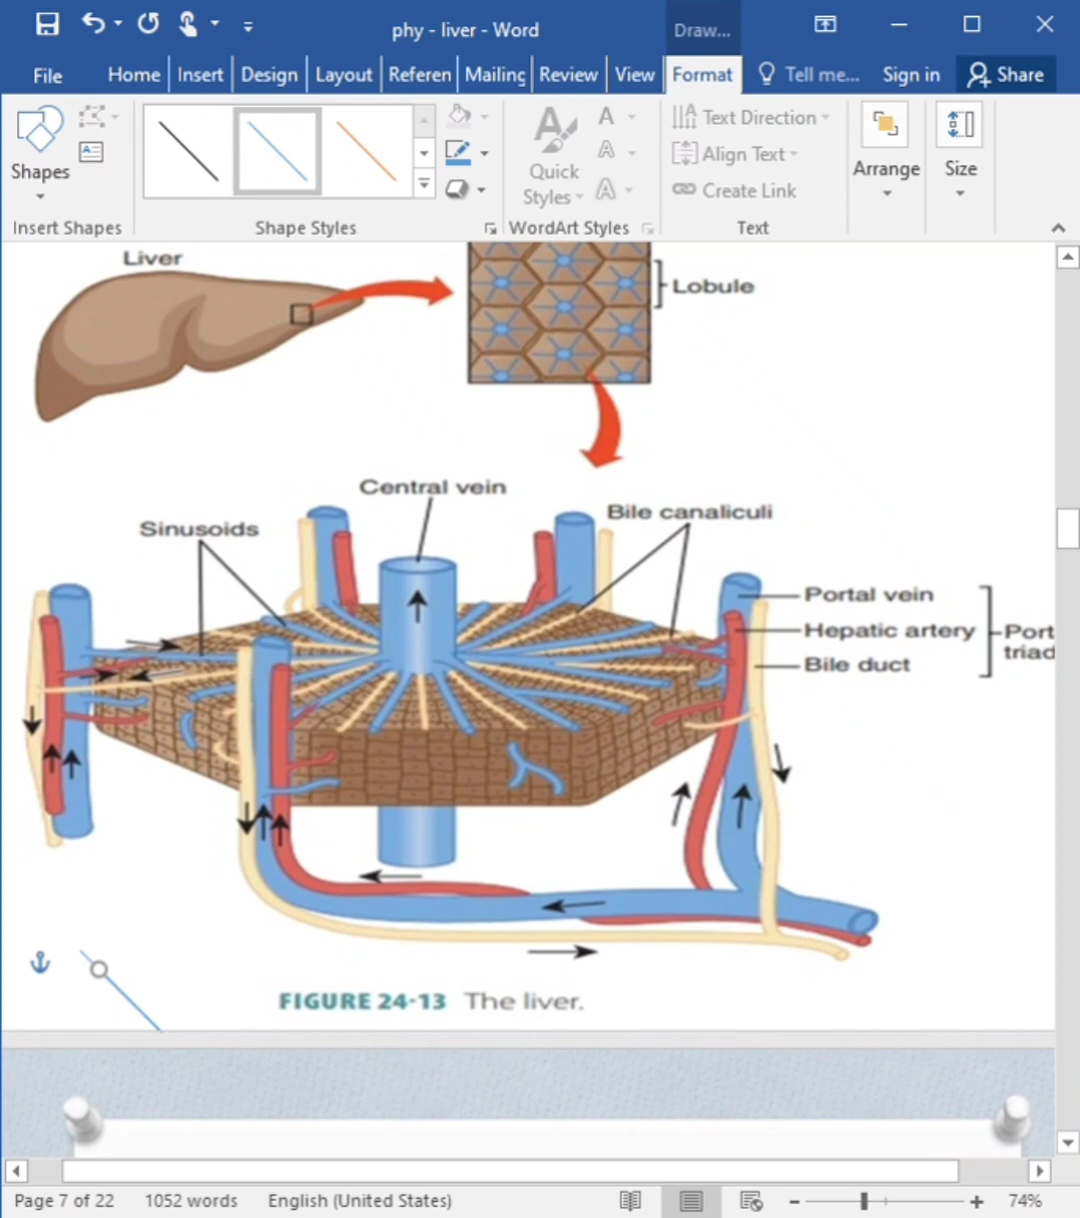 phy - liver - Word
Draw...
File
Home
Insert
Design
Layout
Referen
Mailing
Review
View
Format
Tell me...
Sign in
Share
Shapes
Insert Shapes
Shape Styles
Quick
Styles
WordArt Styles
Text Direction
Align Text
Create Link
Text
Arrange
Size
Liver
Lobule
Central vein
Sinusoids
Bile canaliculi
Portal vein
Hepatic artery
Bile duct
Port
triad
FIGURE 24-13 The liver.
Page 7 of 22
1052 words
English (United States)
74%